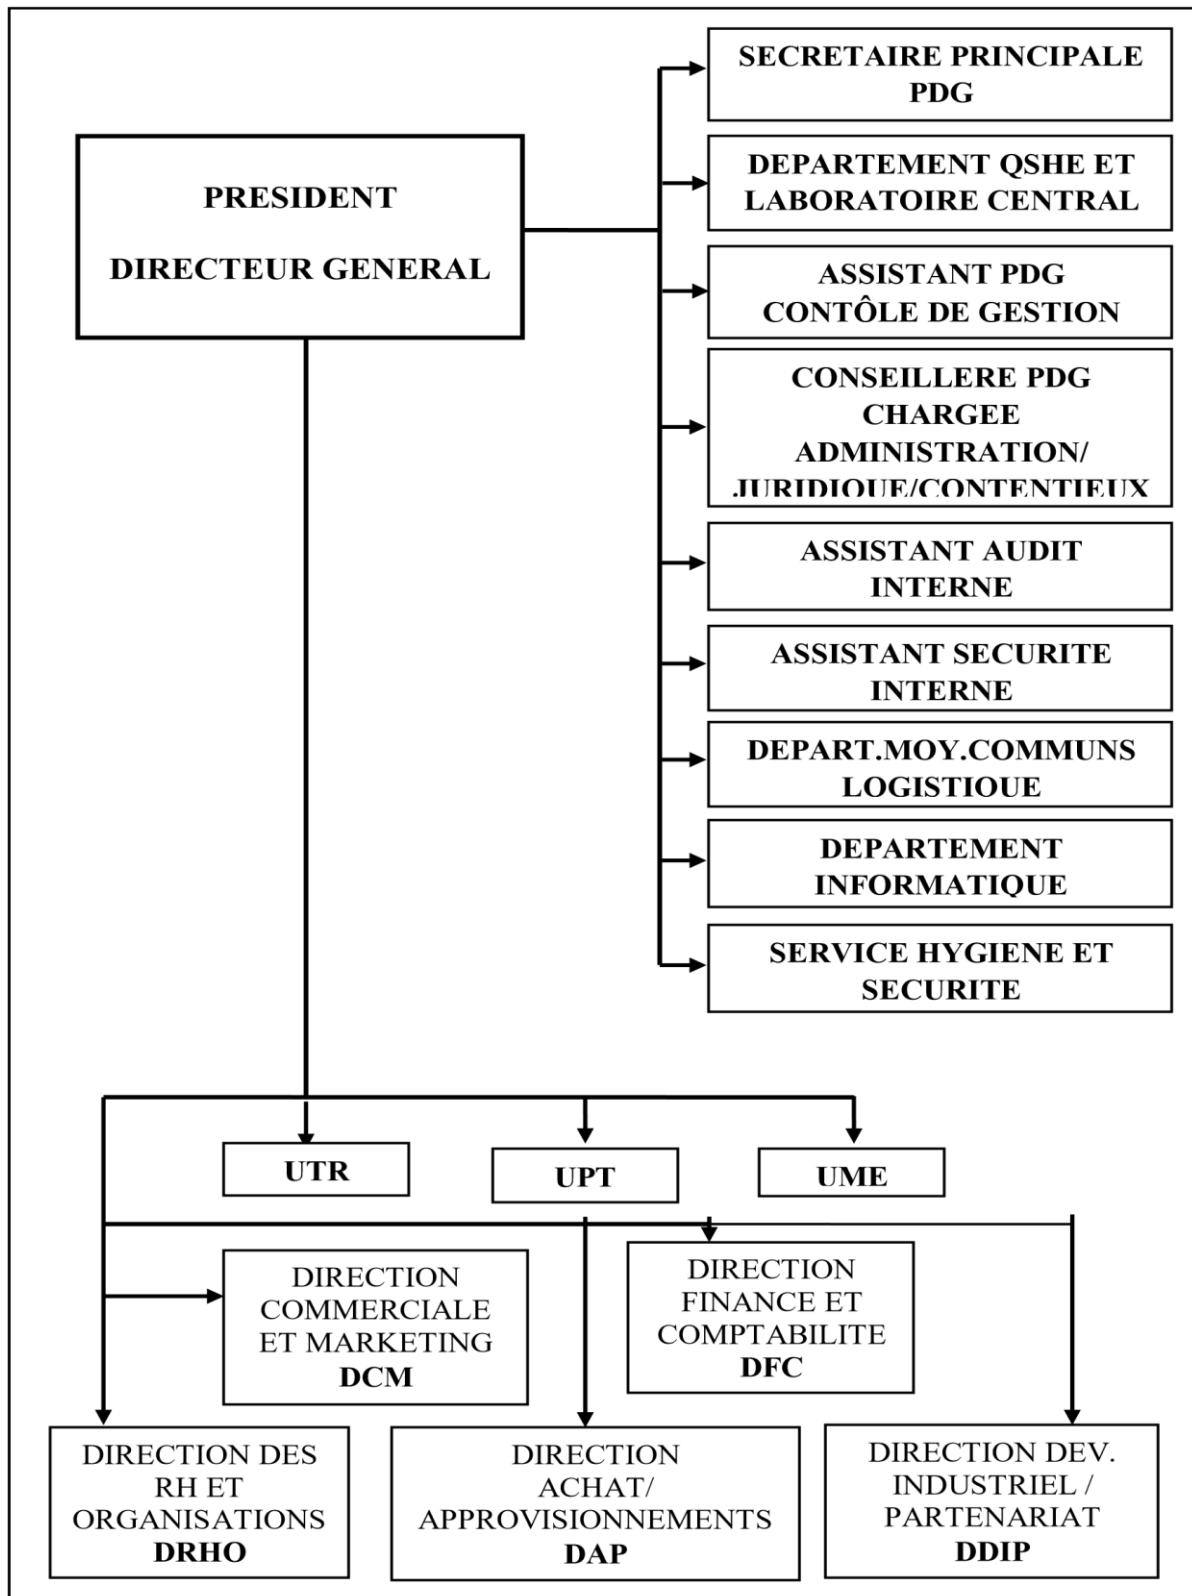 PRESIDENT
DIRECTEUR GENERAL
SECRETAIRE PRINCIPALE
PDG
DEPARTEMENT QSHE ET
LABORATOIRE CENTRAL
ASSISTANT PDG
CONTÔLE DE GESTION
CONSEILLERE PDG
CHARGEE
ADMINISTRATION/
JURIDIQUE/CONTENTIEUX
ASSISTANT AUDIT
INTERNE
ASSISTANT SECURITE
INTERNE
DEPART.MOY.COMMUNS
LOGISTIQUE
DEPARTEMENT
INFORMATIQUE
SERVICE HYGIENE ET
SECURITE
UTR
UPT
UME
DIRECTION
COMMERCIALE
ET MARKETING
DCM
DIRECTION
FINANCE ET
COMPTABILITE
DFC
DIRECTION DES
RH ET
ORGANISATIONS
DRHO
DIRECTION
ACHAT/
APPROVISIONNEMENTS
DAP
DIRECTION DEV.
INDUSTRIEL /
PARTENARIAT
DDIP